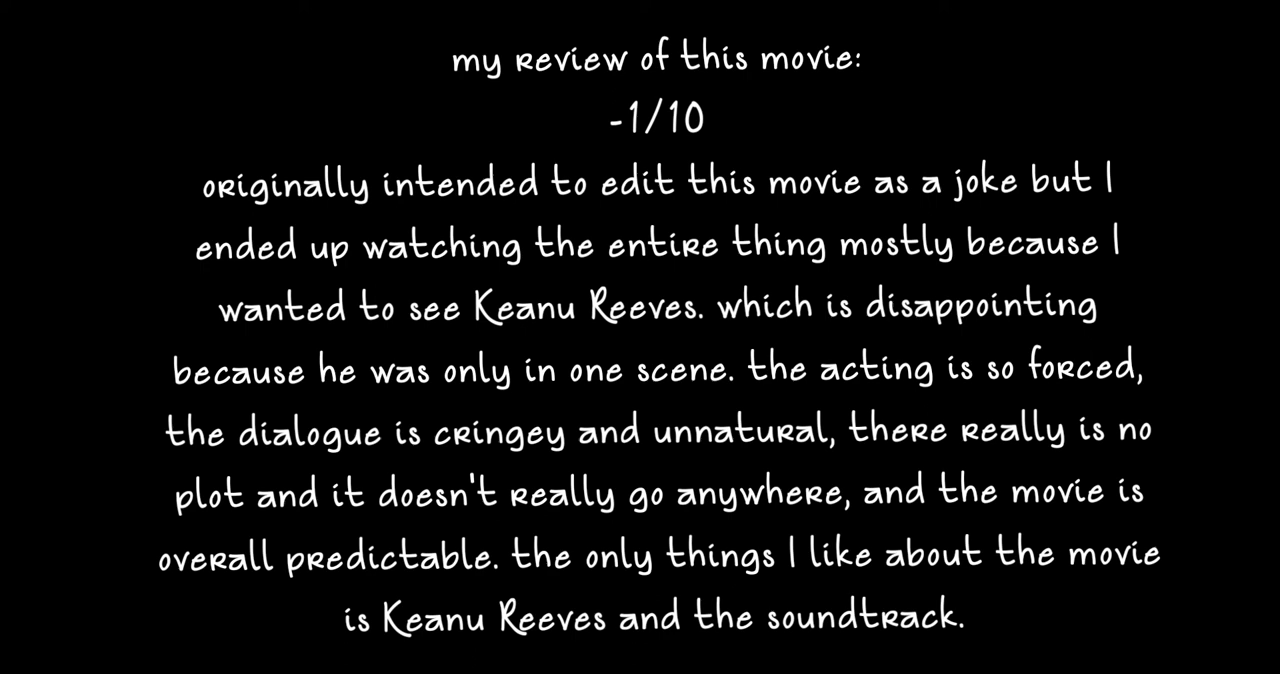 my review of this movie:
-1/10
originally intended to edit this movie as a joke but I
ended up watching the entire thing mostly because I
wanted to see Keanu Reeves. which is disappointing
because he was only in one scene. the acting is so forced,
the dialogue is cringey and unnatural, there really is no
plot and it doesn't really go anywhere, and the movie is
overall predictable. the only things I like about the movie
is Keanu Reeves and the soundtrack.